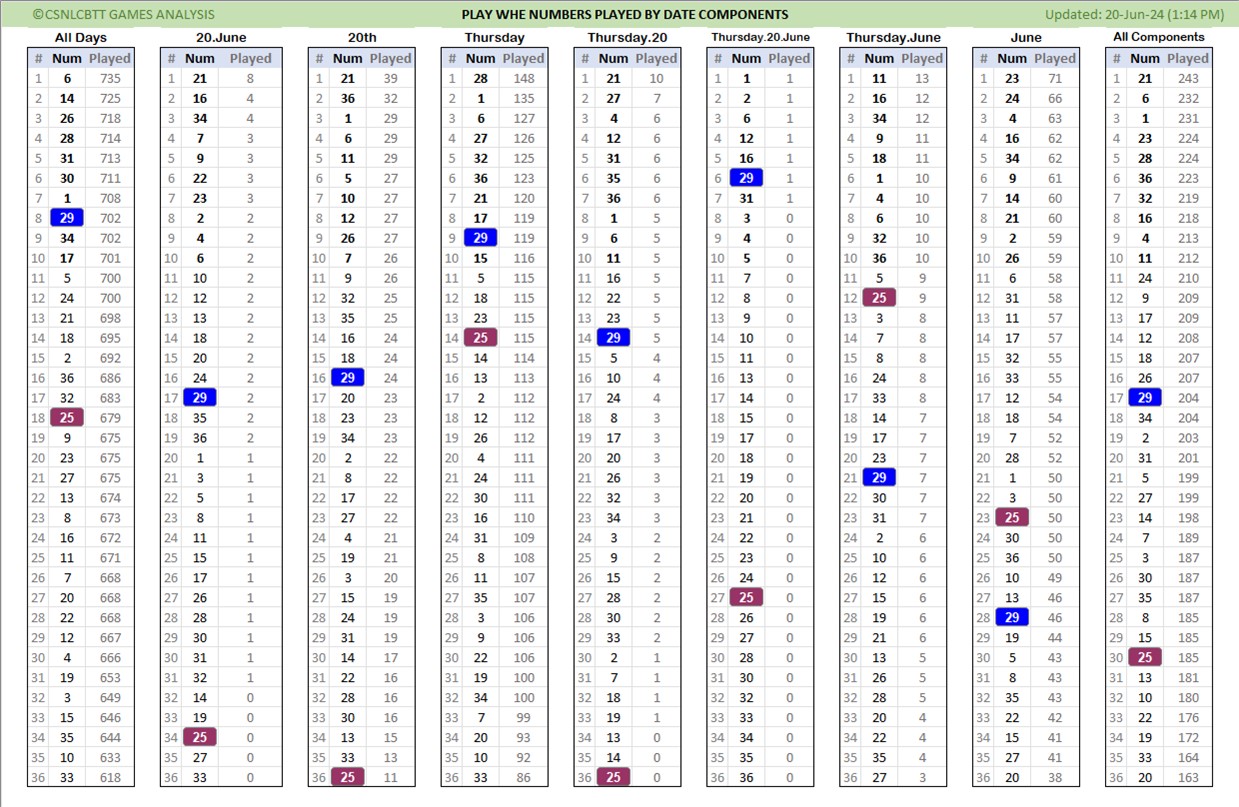 ©CSNLCBTT GAMES ANALYSIS PLAY WHE NUMBERS PLAYED BY DATE COMPONENTS Updated: 20-Jun-24 (1:14 PM)
All Days 20.June 20th Thursday Thursday.20 Thursday.20.June Thursday.June June All Components
# Num Played # Num Played # Num Played # Num Played # Num Played # Num Played # Num Played # Num Played # Num Played
1 6 735 1 21 8 1 21 39 1 28 148 1 21 10 1 1 1 1 11 13 1 23 71 1 21 243
2 14 725 2 16 4 2 36 32 2 1 135 2 27 7 2 2 1 2 16 12 2 24 66 2 6 232
3 26 718 3 34 4 3 1 29 3 6 127 3 4 6 3 6 1 3 34 12 3 4 63 3 1 231
4 28 714 4 7 3 4 6 29 4 27 126 4 12 6 4 12 1 4 9 11 4 16 62 4 23 224
5 31 713 5 9 3 5 11 29 5 32 125 5 31 6 5 16 1 5 18 11 5 34 62 5 28 224
6 30 711 6 22 3 6 5 27 6 36 123 6 35 6 6 29 1 6 1 10 6 9 61 6 36 223
7 1 708 7 23 3 7 10 27 7 21 120 7 36 6 7 31 1 7 4 10 7 14 60 7 32 219
8 29 702 8 2 2 8 12 27 8 17 119 8 1 5 8 3 0 8 6 10 8 21 60 8 16 218
9 34 702 9 4 2 9 26 27 9 29 119 9 6 5 9 4 0 9 32 10 9 2 59 9 4 213
10 17 701 10 6 2 10 7 26 10 15 116 10 11 5 10 5 0 10 36 10 10 26 59 10 11 212
11 5 700 11 10 2 11 9 26 11 5 115 11 16 5 11 7 0 11 5 9 11 6 58 11 24 210
12 24 700 12 12 2 12 32 25 12 18 115 12 22 5 12 8 0 12 25 9 12 31 58 12 9 209
13 21 698 13 13 2 13 35 25 13 23 115 13 23 5 13 9 0 13 3 8 13 11 57 13 17 209
14 18 695 14 18 2 14 16 24 14 25 115 14 29 5 14 10 0 14 7 8 14 17 57 14 12 208
15 2 692 15 20 2 15 18 24 15 14 114 15 5 4 15 11 0 15 8 8 15 32 55 15 18 207
16 36 686 16 24 2 16 29 24 16 13 113 16 10 4 16 13 0 16 24 8 16 33 55 16 26 207
17 32 683 17 29 2 17 20 23 17 2 112 17 24 4 17 14 0 17 33 8 17 12 54 17 29 204
18 25 679 18 35 2 18 23 23 18 12 112 18 8 3 18 15 0 18 14 7 18 18 54 18 34 204
19 9 675 19 36 2 19 34 23 19 26 112 19 17 3 19 17 0 19 17 7 19 7 52 19 2 203
20 23 675 20 1 1 20 2 22 20 4 111 20 20 3 20 18 0 20 23 7 20 28 52 20 31 201
21 27 675 21 3 1 21 8 22 21 24 111 21 26 3 21 19 0 21 29 7 21 1 50 21 5 199
22 13 674 22 5 1 22 17 22 22 30 111 22 32 3 22 20 0 22 30 7 22 3 50 22 27 199
23 8 673 23 8 1 23 27 22 23 16 110 23 34 3 23 21 0 23 31 7 23 25 50 23 14 198
24 16 672 24 11 1 24 4 21 24 31 109 24 3 2 24 22 0 24 2 6 24 30 50 24 7 189
25 11 671 25 15 1 25 19 21 25 8 108 25 9 2 25 23 0 25 10 6 25 36 50 25 3 187
26 7 668 26 17 1 26 3 20 26 11 107 26 15 2 26 24 0 26 12 6 26 10 49 26 30 187
27 20 668 27 26 1 27 15 19 27 35 107 27 28 2 27 25 0 27 15 6 27 13 46 27 35 187
28 22 668 28 28 1 28 24 19 28 3 106 28 30 2 28 26 0 28 19 6 28 29 46 28 8 185
29 12 667 29 30 1 29 31 19 29 9 106 29 33 2 29 27 0 29 21 6 29 19 44 29 15 185
30 4 666 30 31 1 30 14 17 30 22 106 30 2 1 30 28 0 30 13 5 30 5 43 30 25 185
31 19 653 31 32 1 31 22 16 31 19 100 31 7 1 31 30 0 31 26 5 31 8 43 31 13 181
32 3 649 32 14 0 32 28 16 32 34 100 32 18 1 32 32 0 32 28 5 32 35 43 32 10 180
33 15 646 33 19 0 33 30 16 33 7 99 33 19 1 33 33 0 33 20 4 33 22 42 33 22 176
34 35 644 34 25 0 34 13 15 34 20 93 34 13 0 34 34 0 34 22 4 34 15 41 34 19 172
35 10 633 35 27 0 35 33 13 35 10 92 35 14 0 35 35 0 35 35 4 35 27 41 35 33 164
36 33 618 36 33 0 36 25 11 36 33 86 36 25 0 36 36 0 36 27 3 36 20 38 36 20 163